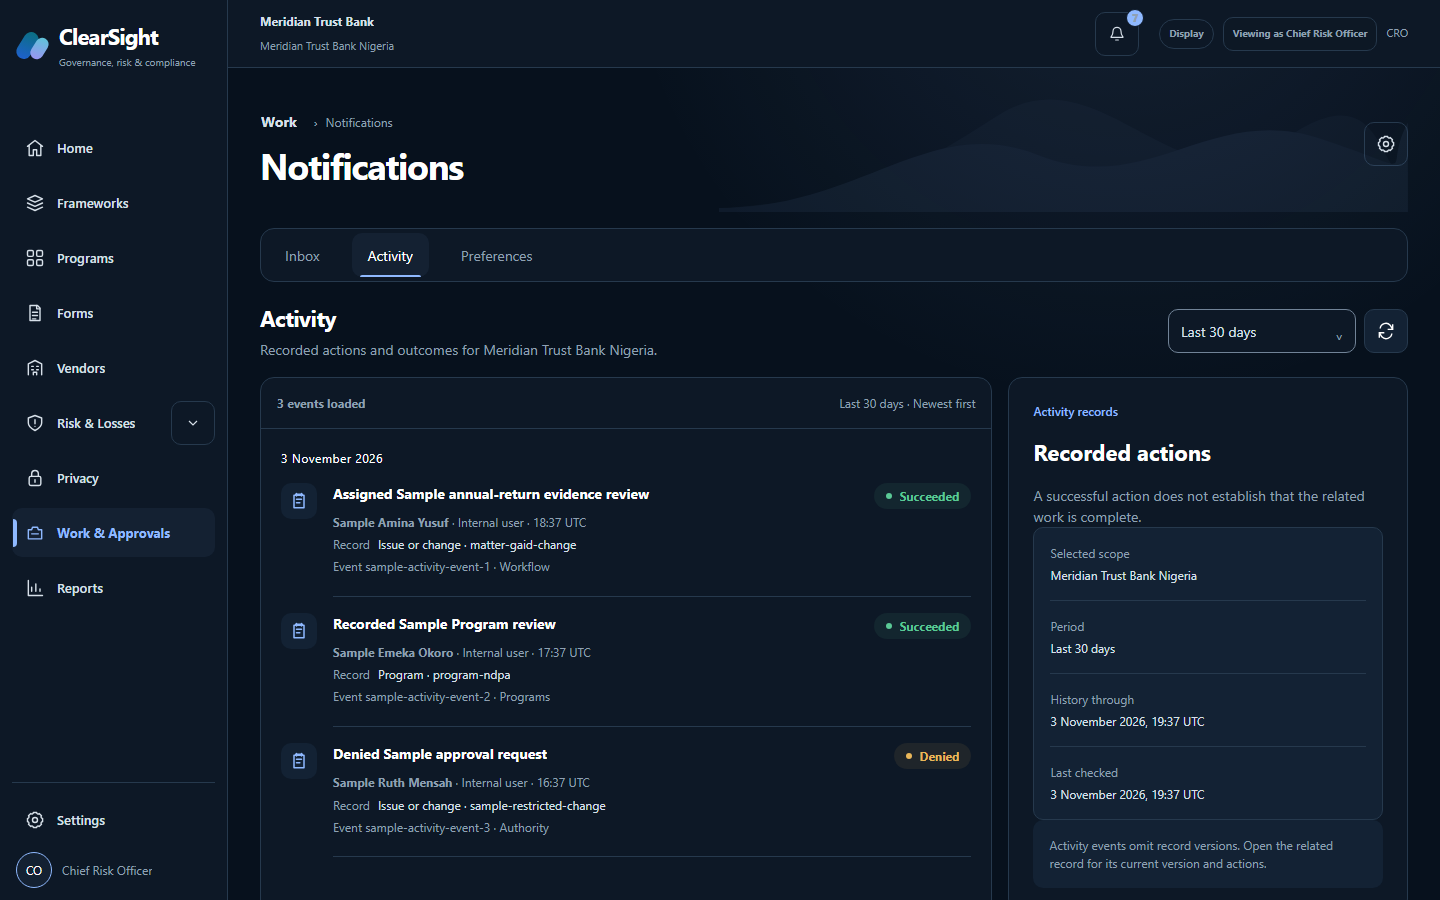 ClearSight
Governance, risk & compliance
Home
Frameworks
Programs
Forms
Vendors
Risk & Losses
Privacy
Work & Approvals
Reports
Settings
CO
Chief Risk Officer
Meridian Trust Bank
Meridian Trust Bank Nigeria
Display
Viewing as Chief Risk Officer
CRO
Work › Notifications
Notifications
Inbox
Activity
Preferences
Activity
Recorded actions and outcomes for Meridian Trust Bank Nigeria.
Last 30 days
3 events loaded
Last 30 days · Newest first
3 November 2026
Assigned Sample annual-return evidence review
Succeeded
Sample Amina Yusuf · Internal user · 18:37 UTC
Record Issue or change · matter-gaid-change
Event sample-activity-event-1 · Workflow
Recorded Sample Program review
Succeeded
Sample Emeka Okoro · Internal user · 17:37 UTC
Record Program · program-ndpa
Event sample-activity-event-2 · Programs
Denied Sample approval request
Denied
Sample Ruth Mensah · Internal user · 16:37 UTC
Record Issue or change · sample-restricted-change
Event sample-activity-event-3 · Authority
Activity records
Recorded actions
A successful action does not establish that the related
work is complete.
Selected scope
Meridian Trust Bank Nigeria
Period
Last 30 days
History through
3 November 2026, 19:37 UTC
Last checked
3 November 2026, 19:37 UTC
Activity events omit record versions. Open the related
record for its current version and actions.